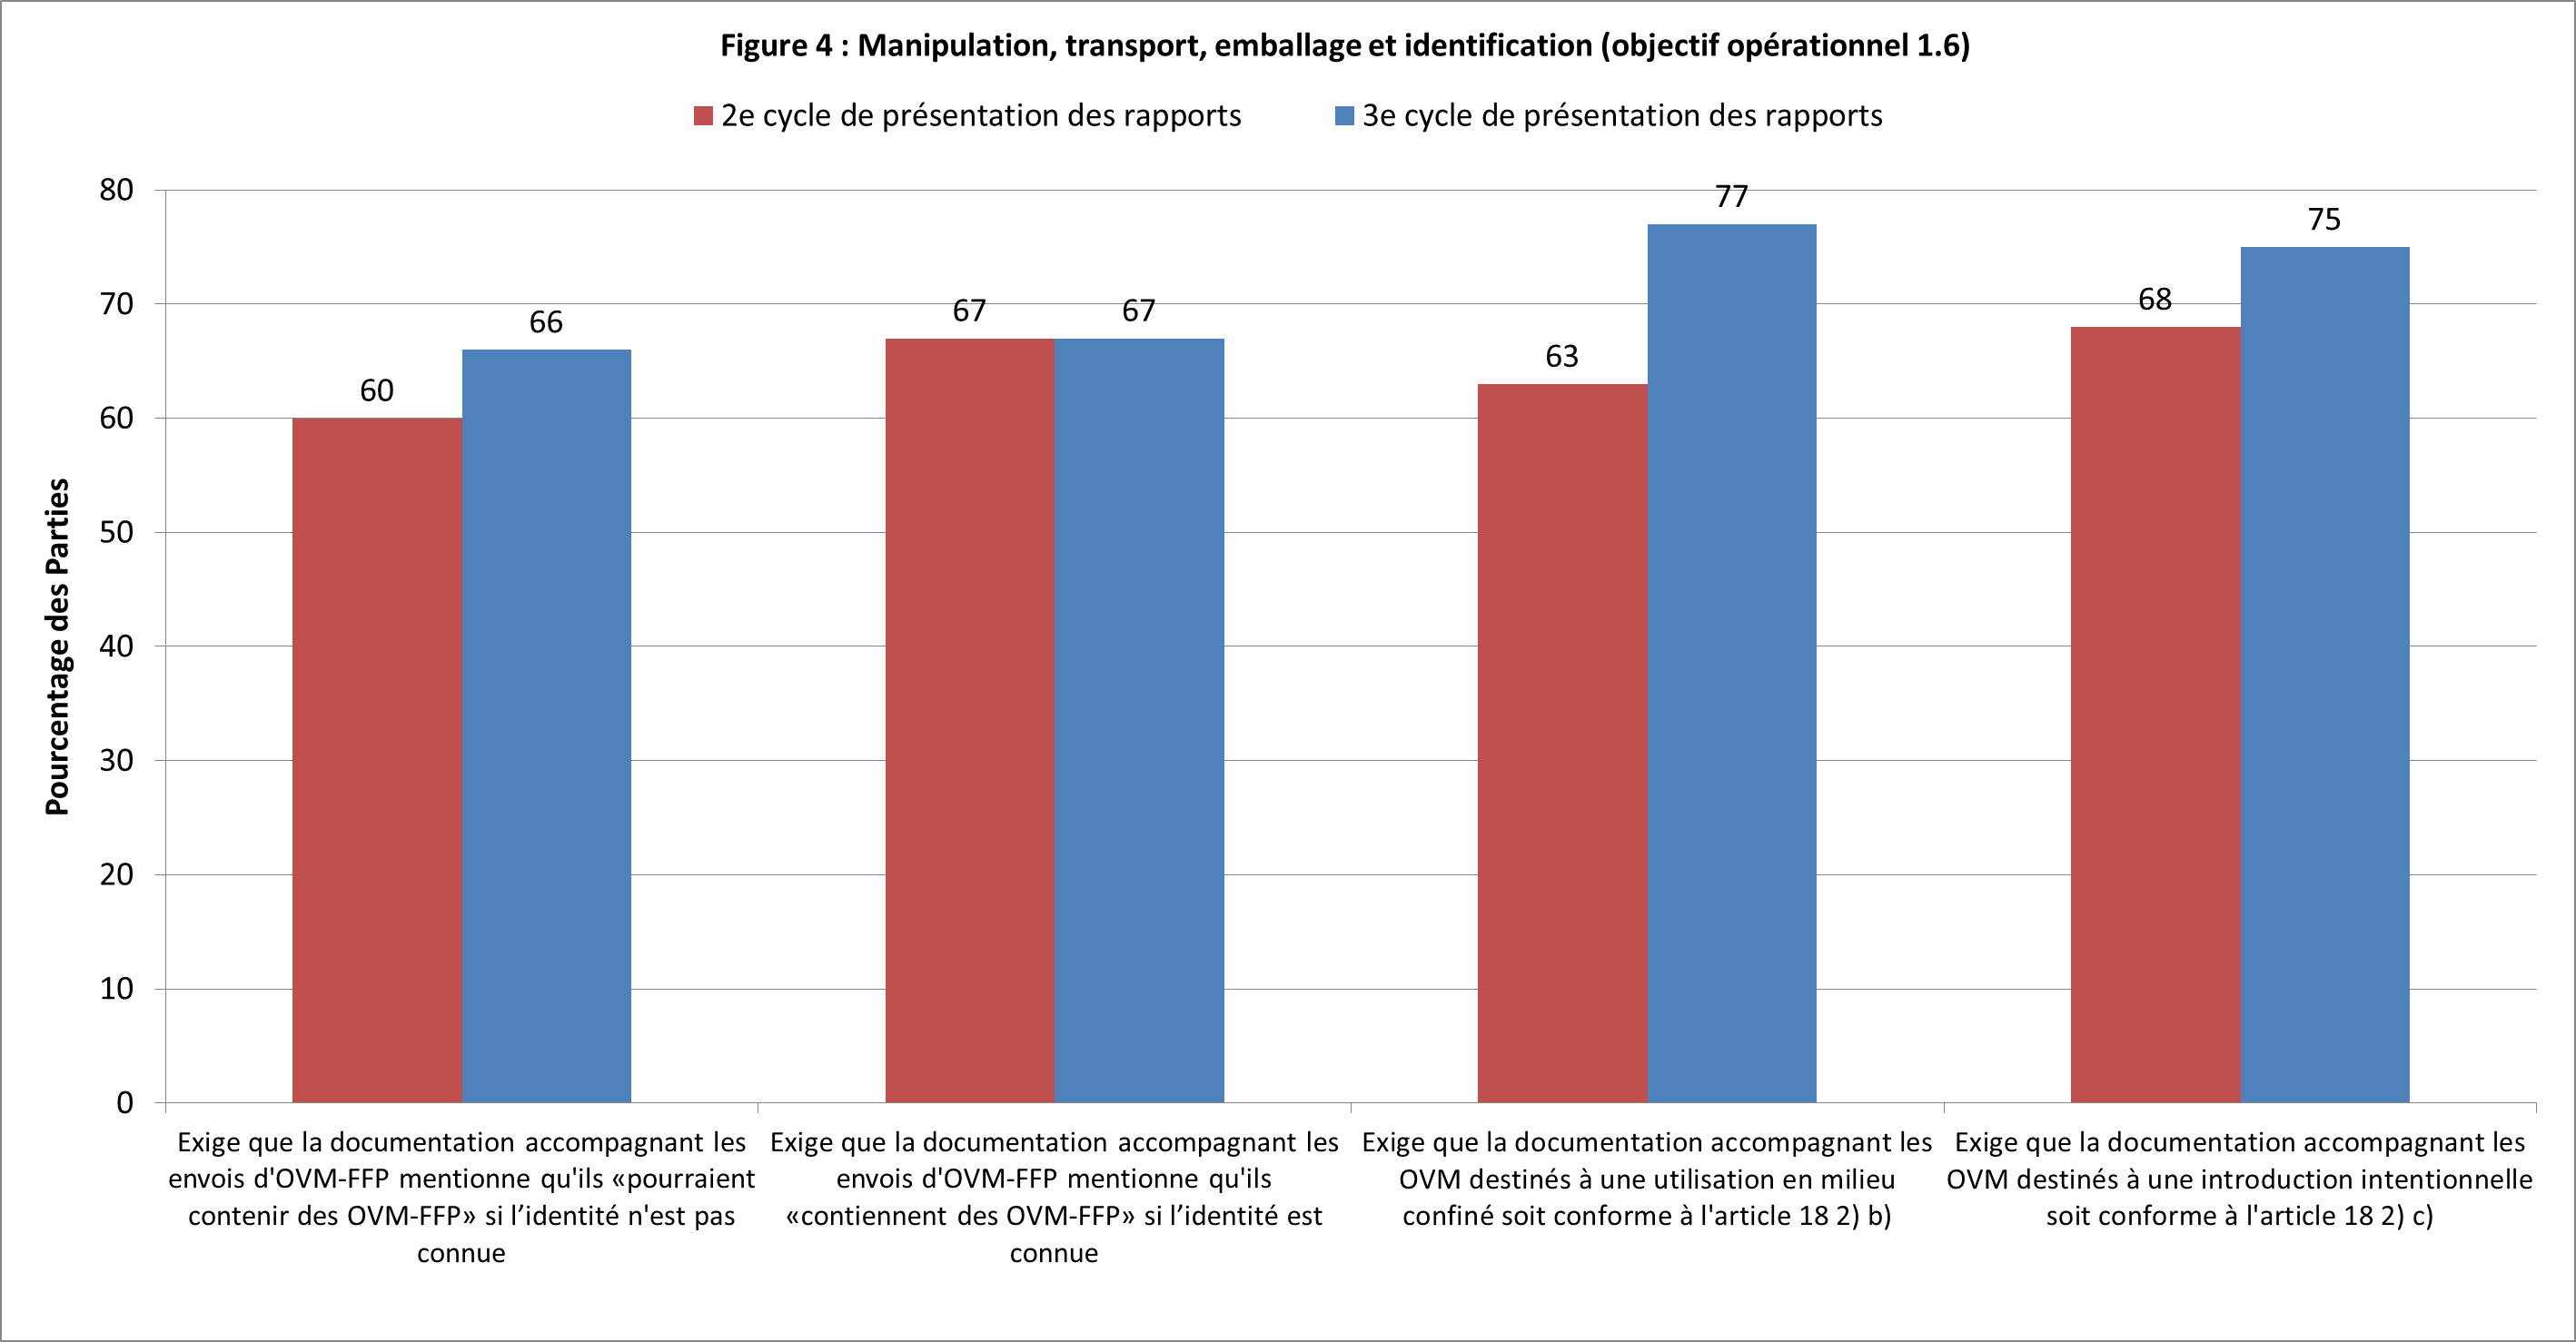 Figure 4 : Manipulation, transport, emballage et identification (objectif opérationnel 1.6)
2e cycle de présentation des rapports
3e cycle de présentation des rapports
Pourcentage des Parties
80
70
60
50
40
30
20
10
0
60
66
67
67
63
77
68
75
Exige que la documentation accompagnant les
envois d'OVM-FFP mentionne qu'ils «pourraient
contenir des OVM-FFP» si l’identité n'est pas
connue
Exige que la documentation accompagnant les
envois d'OVM-FFP mentionne qu'ils
«contiennent des OVM-FFP» si l’identité est
connue
Exige que la documentation accompagnant les
OVM destinés à une utilisation en milieu
confiné soit conforme à l'article 18 2) b)
Exige que la documentation accompagnant les
OVM destinés à une introduction intentionnelle
soit conforme à l'article 18 2) c)